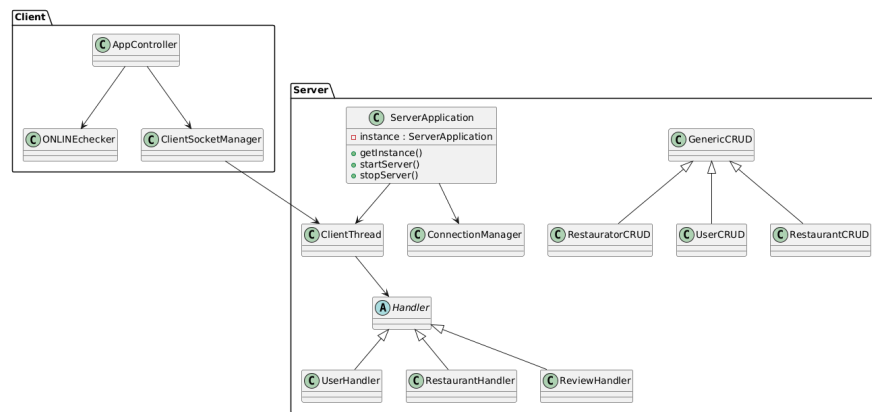 Client
C AppController
C ONLINEchecker
C ClientSocketManager
Server
C ServerApplication
instance : ServerApplication
getInstance()
startServer()
stopServer()
C GenericCRUD
C ClientThread
C ConnectionManager
C RestauratorCRUD
C UserCRUD
C RestaurantCRUD
A Handler
C UserHandler
C RestaurantHandler
C ReviewHandler